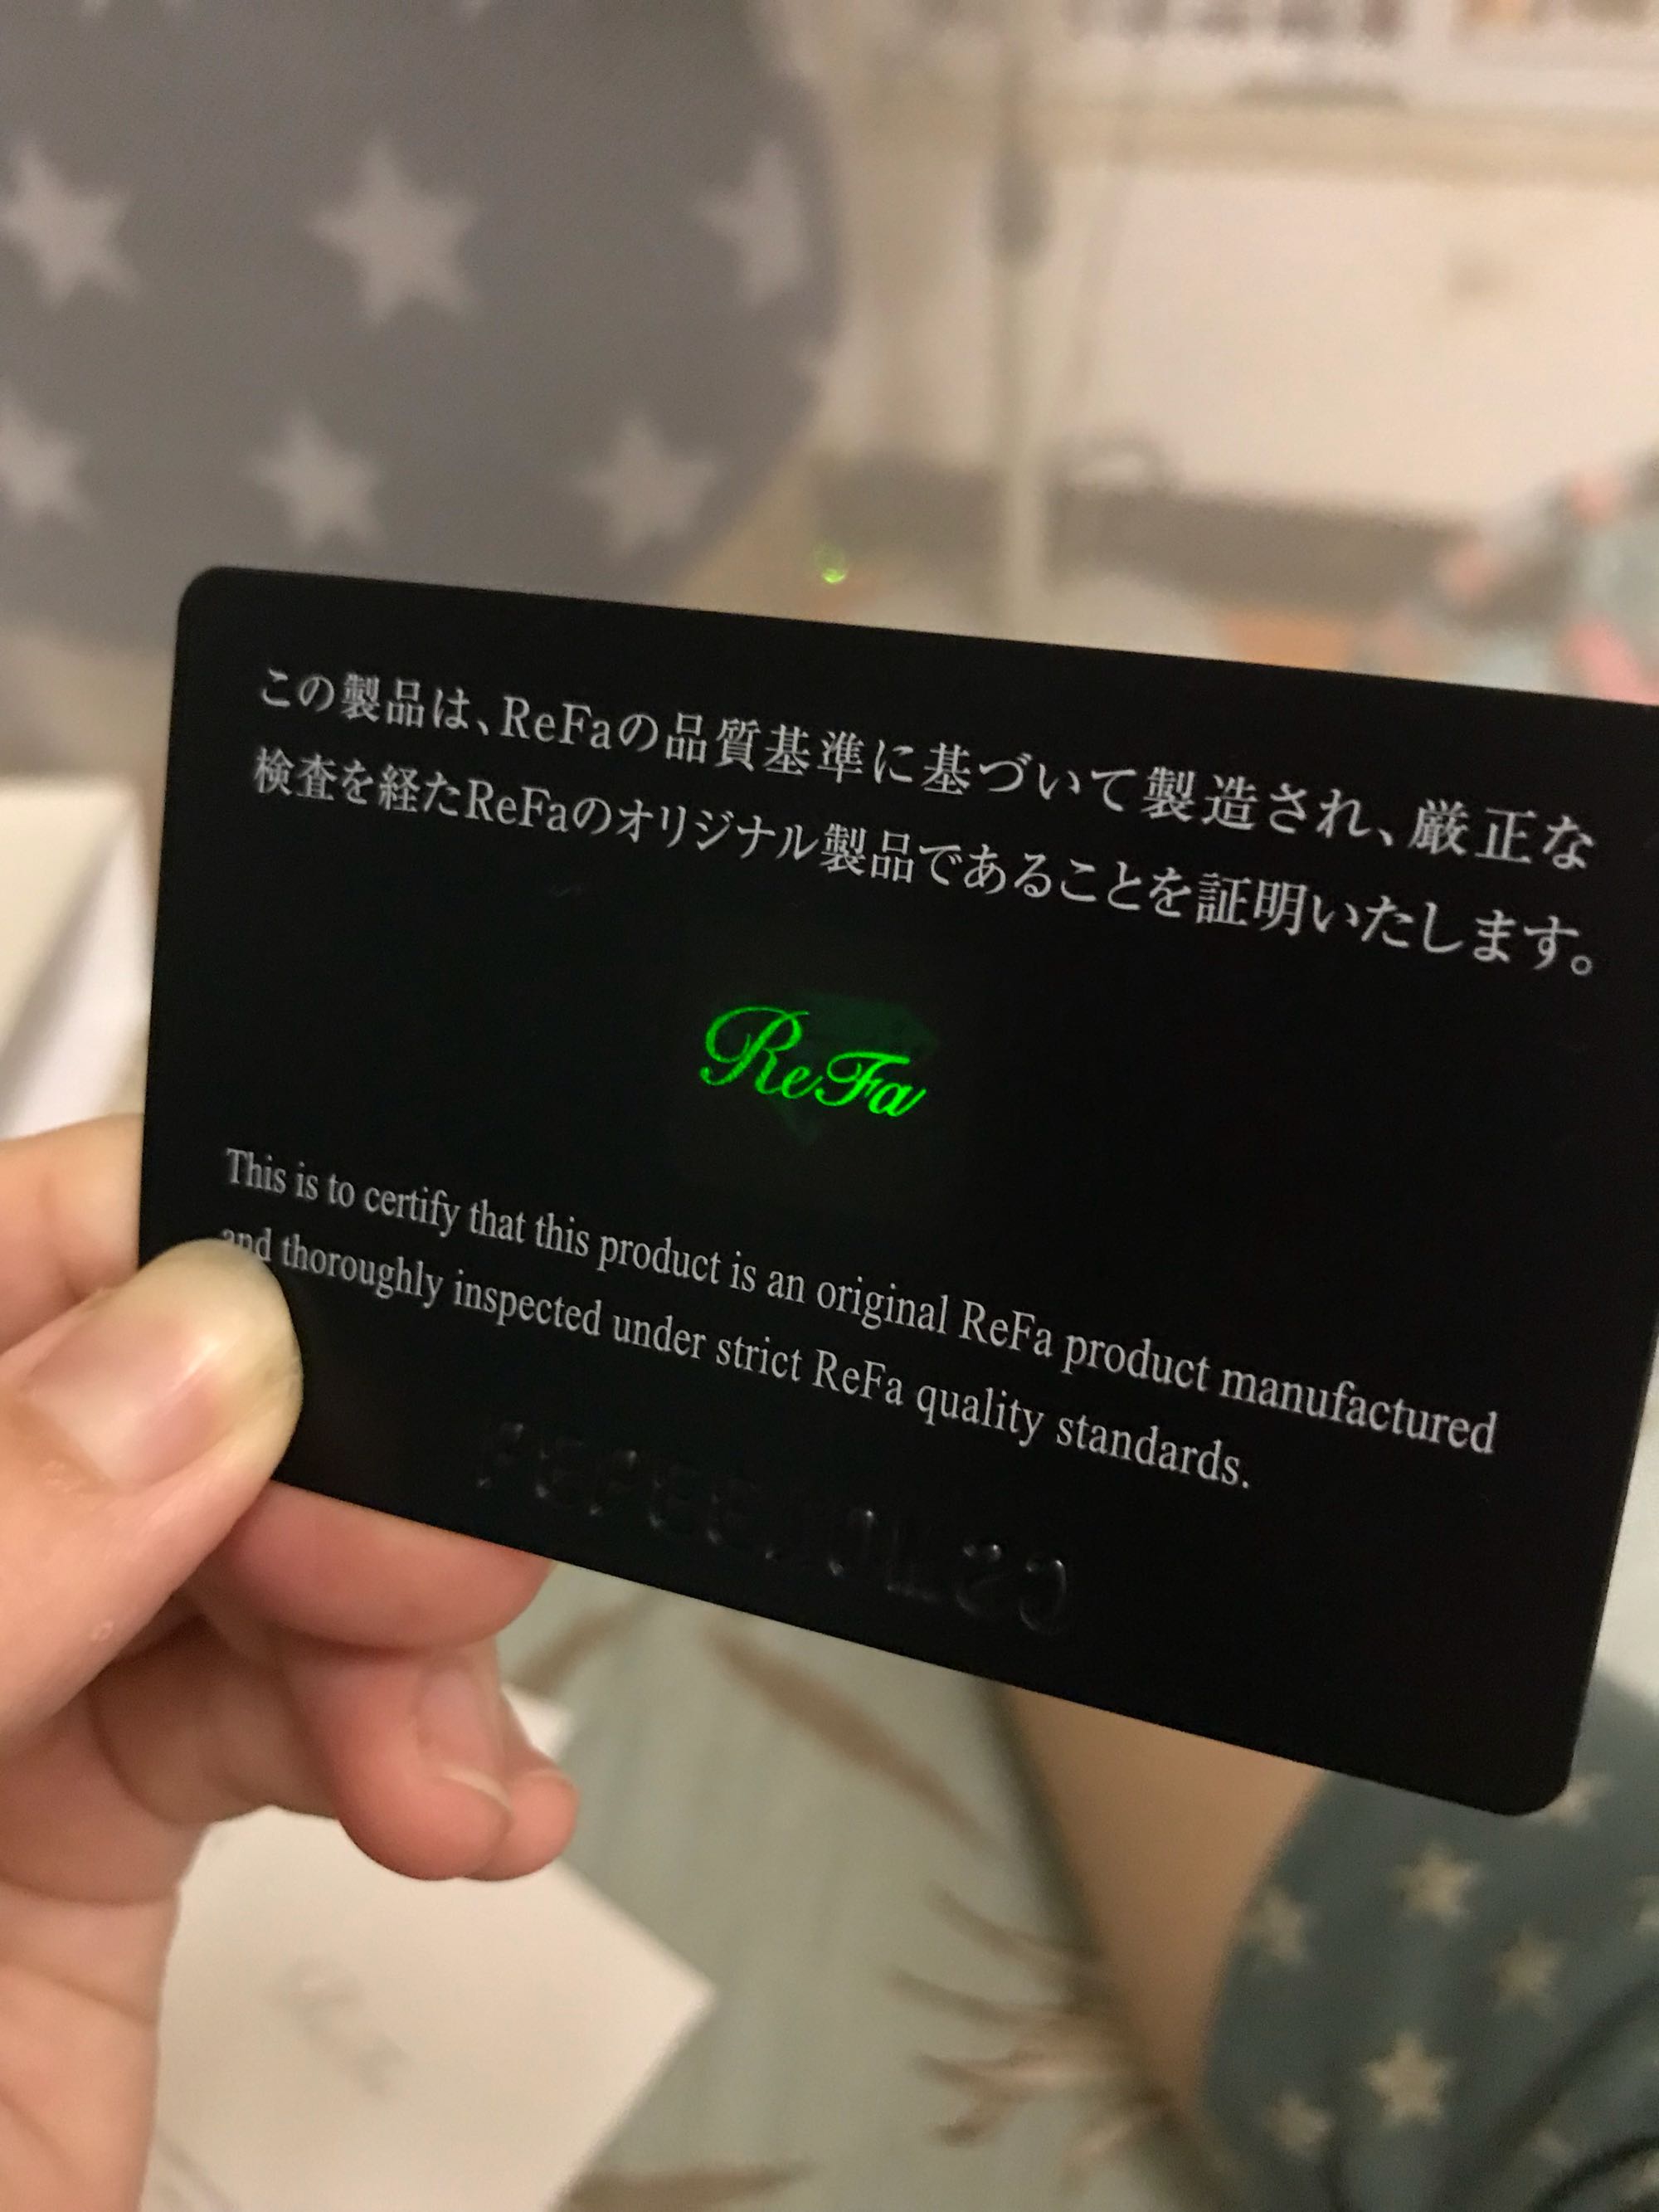 この製品は、ReFaの品質基準に基づいて製造され、厳正な
検査を経たReFaのオリジナル製品であることを証明いたします。
ReFa
This is to certify that this product is an original ReFa product manufactured
and thoroughly inspected under strict ReFa quality standards.